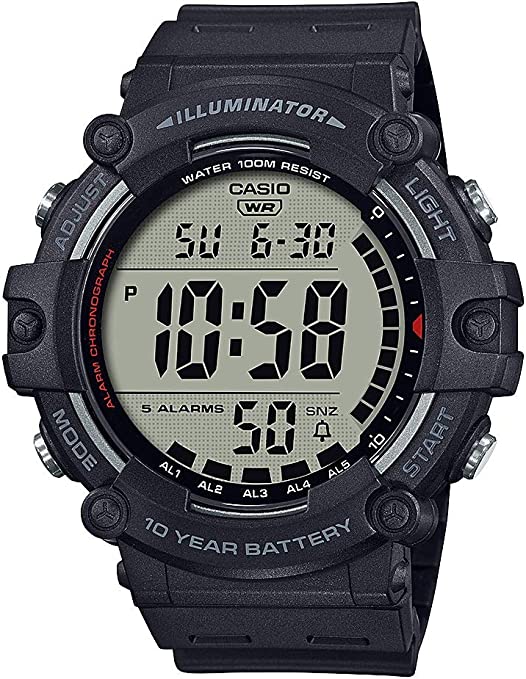 ILLUMINATOR
WATER 100M RESIST
CASIO
WR
ADJUST
LIGHT
ALARM CHRONOGRAPH
SU 6-30
P 10:58
5 ALARMS 50 SNZ
0
10
MODE
START
AL1 AL2 AL3 AL4 AL5
10 YEAR BATTERY